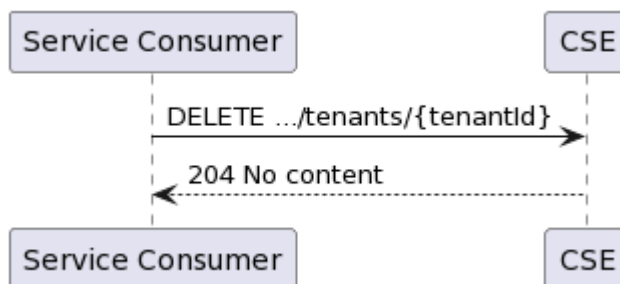 Service Consumer
CSE
DELETE .../tenants/{tenantId}
204 No content
Service Consumer
CSE